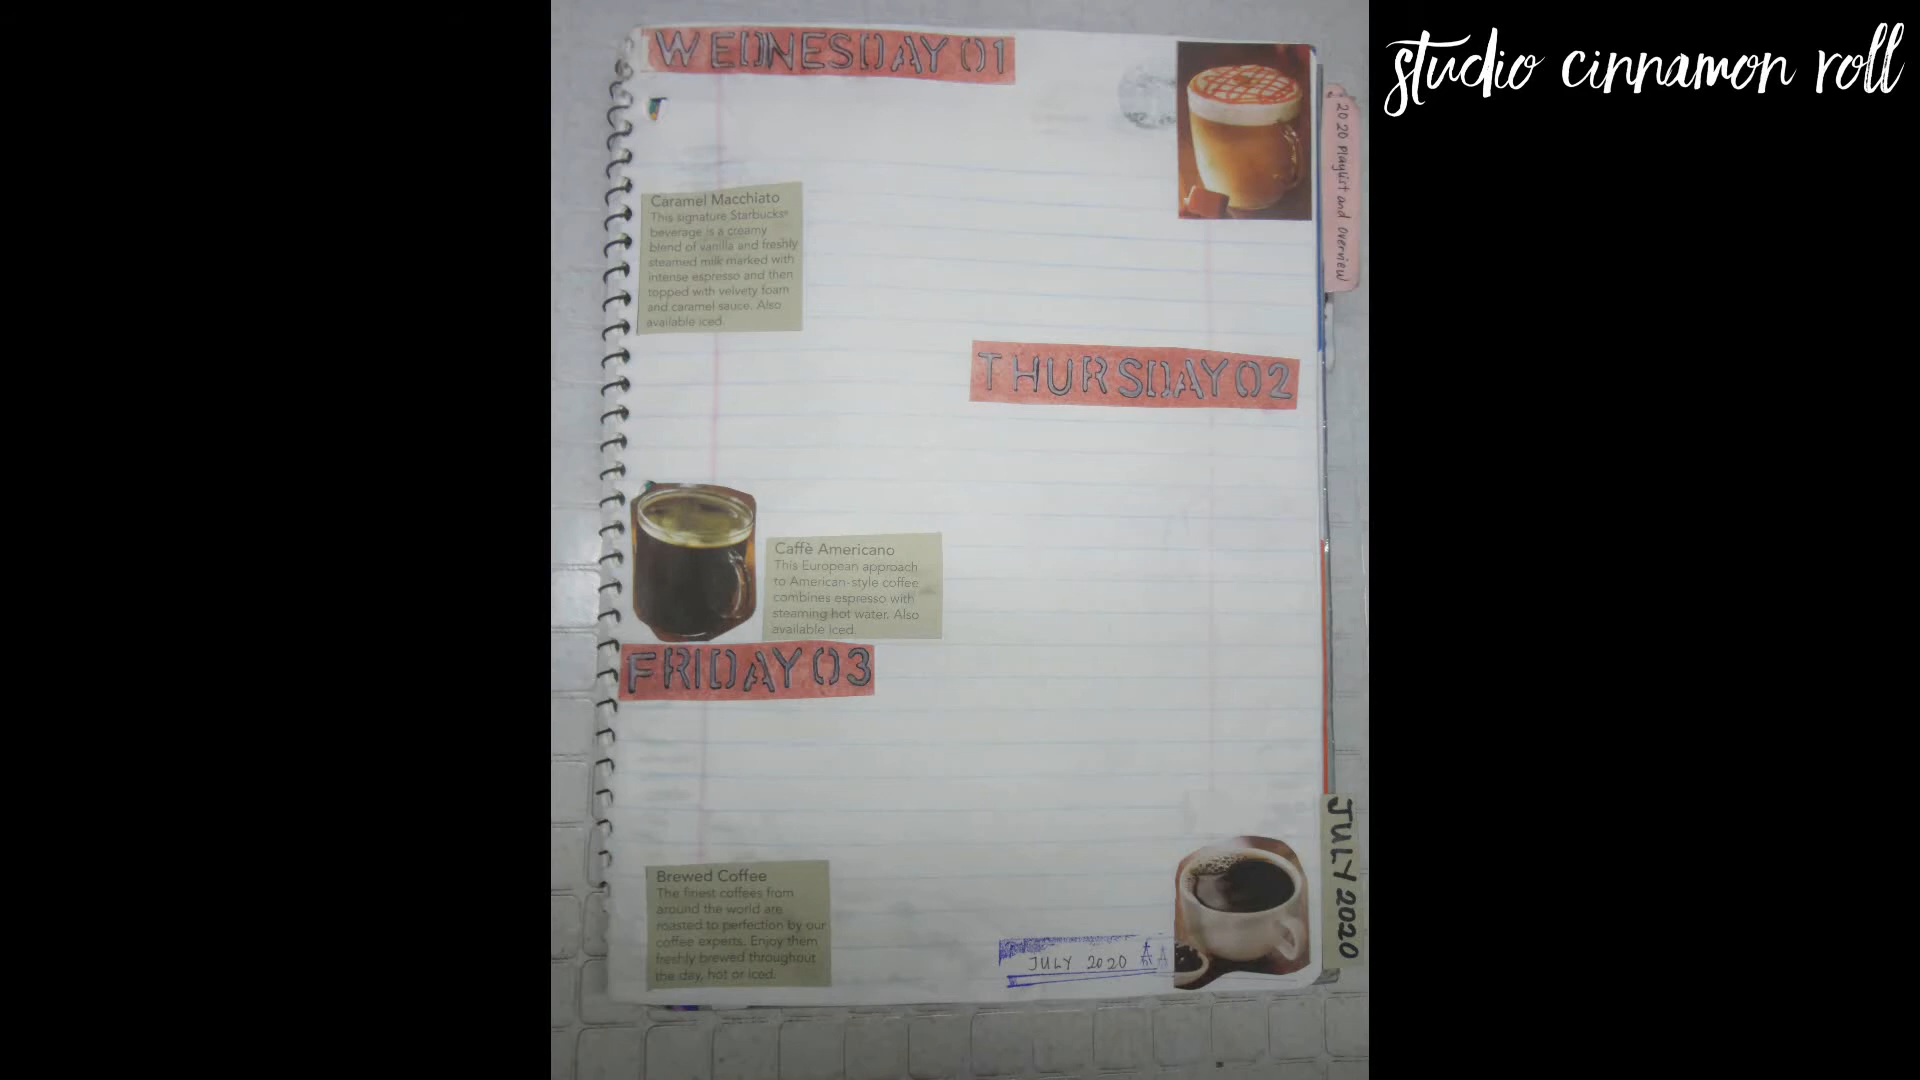 studio cinnamon roll
WEDNESDAY 01
2020 Playlist and Overview
Caramel Macchiato
This signature Starbucks®
beverage is a creamy
blend of vanilla and freshly
steamed milk marked with
intense espresso and then
topped with velvety foam
and caramel sauce. Also
available iced.
THURSDAY 02
Caffè Americano
This European approach
to American-style coffee
combines espresso with
steaming hot water. Also
available iced.
FRIDAY 03
Brewed Coffee
The finest coffees from
around the world are
roasted to perfection by our
coffee experts. Enjoy them
freshly brewed throughout
the day, hot or iced.
JULY 2020
JULY 2020